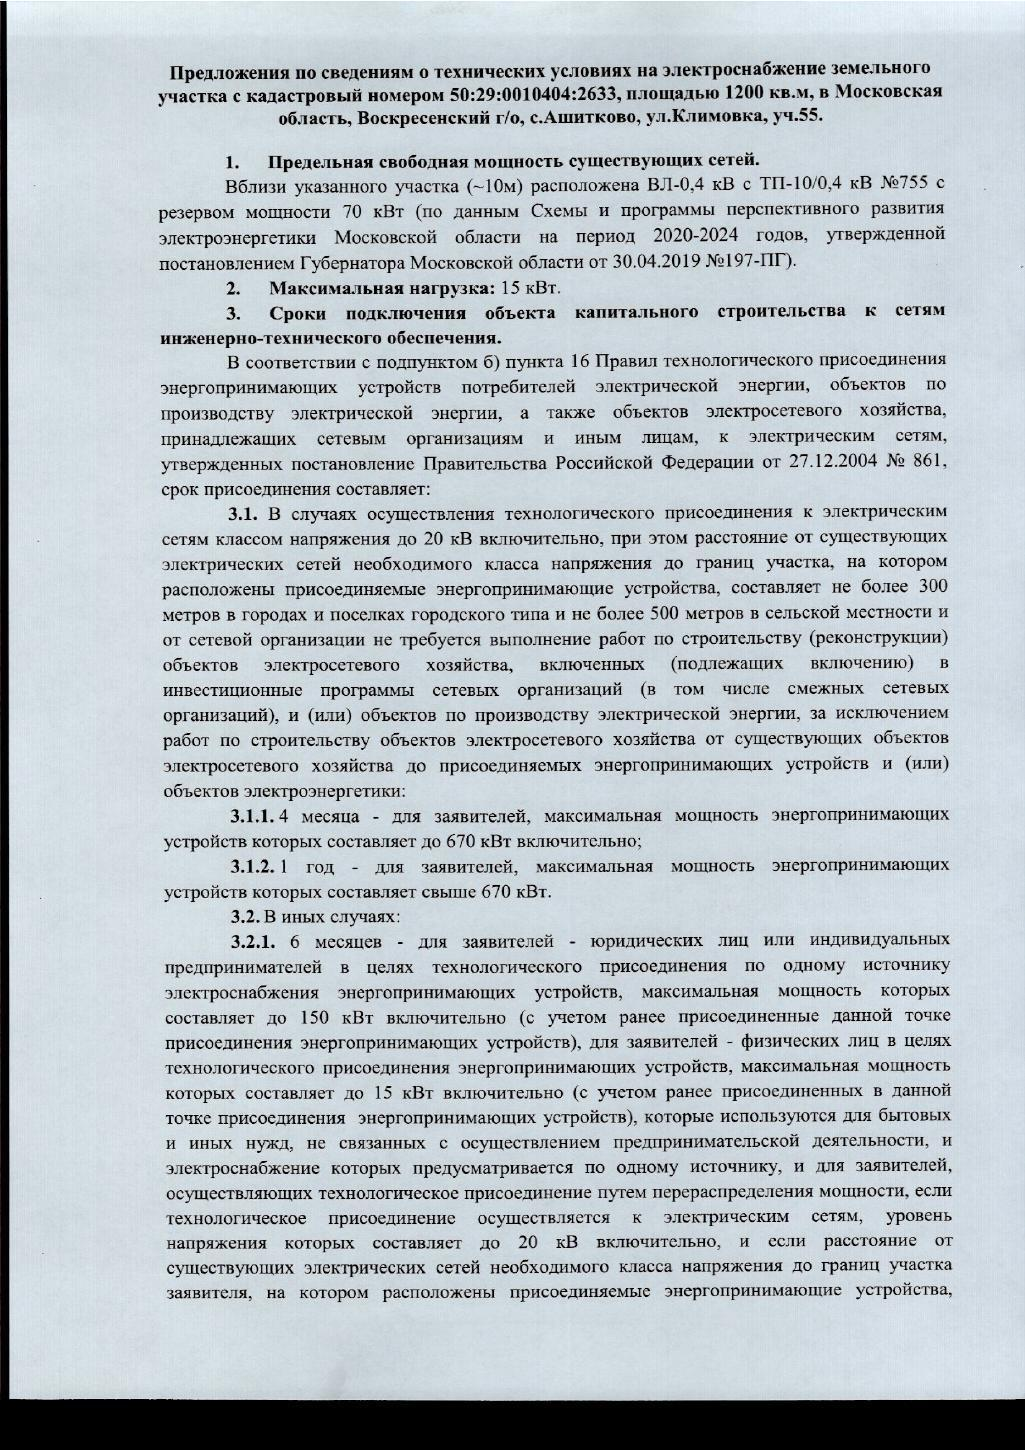 Предложения по сведениям о технических условиях на электроснабжение земельного
участка с кадастровый номером 50:29:0010404:2633, площадью 1200 кв.м, в Московская
область, Воскресенский г/о, с.Ашитково, ул.Климовка, уч.55.
1. Предельная свободная мощность существующих сетей.
Вблизи указанного участка (~10м) расположена ВЛ-0,4 кВ с ТП-10/0,4 кВ №755 с
резервом мощности 70 кВт (по данным Схемы и программы перспективного развития
электроэнергетики Московской области на период 2020-2024 годов, утвержденной
постановлением Губернатора Московской области от 30.04.2019 №197-ПГ).
2. Максимальная нагрузка: 15 кВт.
3. Сроки подключения объекта капитального строительства к сетям
инженерно-технического обеспечения.
В соответствии с подпунктом б) пункта 16 Правил технологического присоединения
энергопринимающих устройств потребителей электрической энергии, объектов по
производству электрической энергии, а также объектов электросетевого хозяйства,
принадлежащих сетевым организациям и иным лицам, к электрическим сетям,
утвержденных постановление Правительства Российской Федерации от 27.12.2004 № 861,
срок присоединения составляет:
3.1. В случаях осуществления технологического присоединения к электрическим
сетям классом напряжения до 20 кВ включительно, при этом расстояние от существующих
электрических сетей необходимого класса напряжения до границ участка, на котором
расположены присоединяемые энергопринимающие устройства, составляет не более 300
метров в городах и поселках городского типа и не более 500 метров в сельской местности и
от сетевой организации не требуется выполнение работ по строительству (реконструкции)
объектов электросетевого хозяйства, включенных (подлежащих включению) в
инвестиционные программы сетевых организаций (в том числе смежных сетевых
организаций), и (или) объектов по производству электрической энергии, за исключением
работ по строительству объектов электросетевого хозяйства от существующих объектов
электросетевого хозяйства до присоединяемых энергопринимающих устройств и (или)
объектов электроэнергетики:
3.1.1. 4 месяца - для заявителей, максимальная мощность энергопринимающих
устройств которых составляет до 670 кВт включительно;
3.1.2. 1 год - для заявителей, максимальная мощность энергопринимающих
устройств которых составляет свыше 670 кВт.
3.2. В иных случаях:
3.2.1. 6 месяцев - для заявителей - юридических лиц или индивидуальных
предпринимателей в целях технологического присоединения по одному источнику
электроснабжения энергопринимающих устройств, максимальная мощность которых
составляет до 150 кВт включительно (с учетом ранее присоединенные данной точке
присоединения энергопринимающих устройств), для заявителей - физических лиц в целях
технологического присоединения энергопринимающих устройств, максимальная мощность
которых составляет до 15 кВт включительно (с учетом ранее присоединенных в данной
точке присоединения энергопринимающих устройств), которые используются для бытовых
и иных нужд, не связанных с осуществлением предпринимательской деятельности, и
электроснабжение которых предусматривается по одному источнику, и для заявителей,
осуществляющих технологическое присоединение путем перераспределения мощности, если
технологическое присоединение осуществляется к электрическим сетям, уровень
напряжения которых составляет до 20 кВ включительно, и если расстояние от
существующих электрических сетей необходимого класса напряжения до границ участка
заявителя, на котором расположены присоединяемые энергопринимающие устройства,